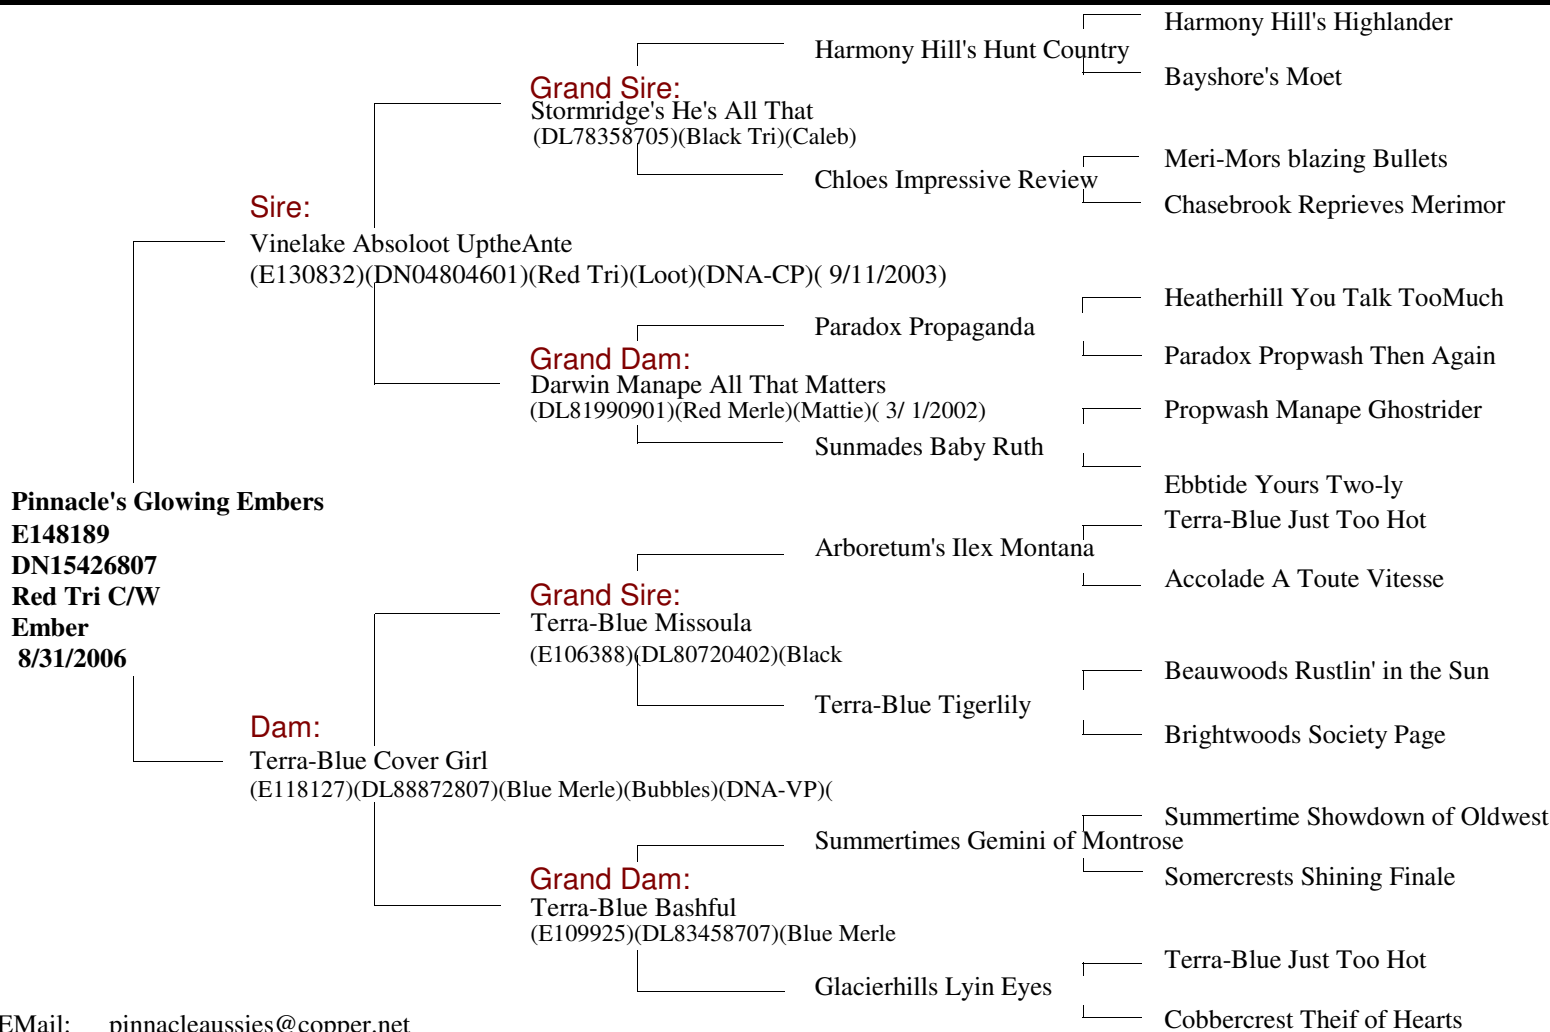 Harmony Hill's Highlander
Harmony Hill's Hunt Country
Bayshore's Moet
Grand Sire:
Stormridge's He's All That
(DL78358705)(Black Tri)(Caleb)
Meri-Mors blazing Bullets
Chloes Impressive Review
Chasebrook Reprieves Merimor
Sire:
Vinelake Absoloot UptheAnte
(E130832)(DN04804601)(Red Tri)(Loot)(DNA-CP)( 9/11/2003)
Heatherhill You Talk TooMuch
Paradox Propaganda
Paradox Propwash Then Again
Grand Dam:
Darwin Manape All That Matters
(DL81990901)(Red Merle)(Mattie)( 3/ 1/2002)
Propwash Manape Ghostrider
Sunmades Baby Ruth
Ebbtide Yours Two-ly
Pinnacle's Glowing Embers
E148189
DN15426807
Red Tri C/W
Ember
8/31/2006
Terra-Blue Just Too Hot
Arboretum's Ilex Montana
Accolade A Toute Vitesse
Grand Sire:
Terra-Blue Missoula
(E106388)(DL80720402)(Black
Beauwoods Rustlin' in the Sun
Terra-Blue Tigerlily
Brightwoods Society Page
Dam:
Terra-Blue Cover Girl
(E118127)(DL88872807)(Blue Merle)(Bubbles)(DNA-VP)(
Summertime Showdown of Oldwest
Summertimes Gemini of Montrose
Somercrests Shining Finale
Grand Dam:
Terra-Blue Bashful
(E109925)(DL83458707)(Blue Merle
Terra-Blue Just Too Hot
Glacierhills Lyin Eyes
Cobbercrest Theif of Hearts
EMail: pinnacleaussies@copper.net